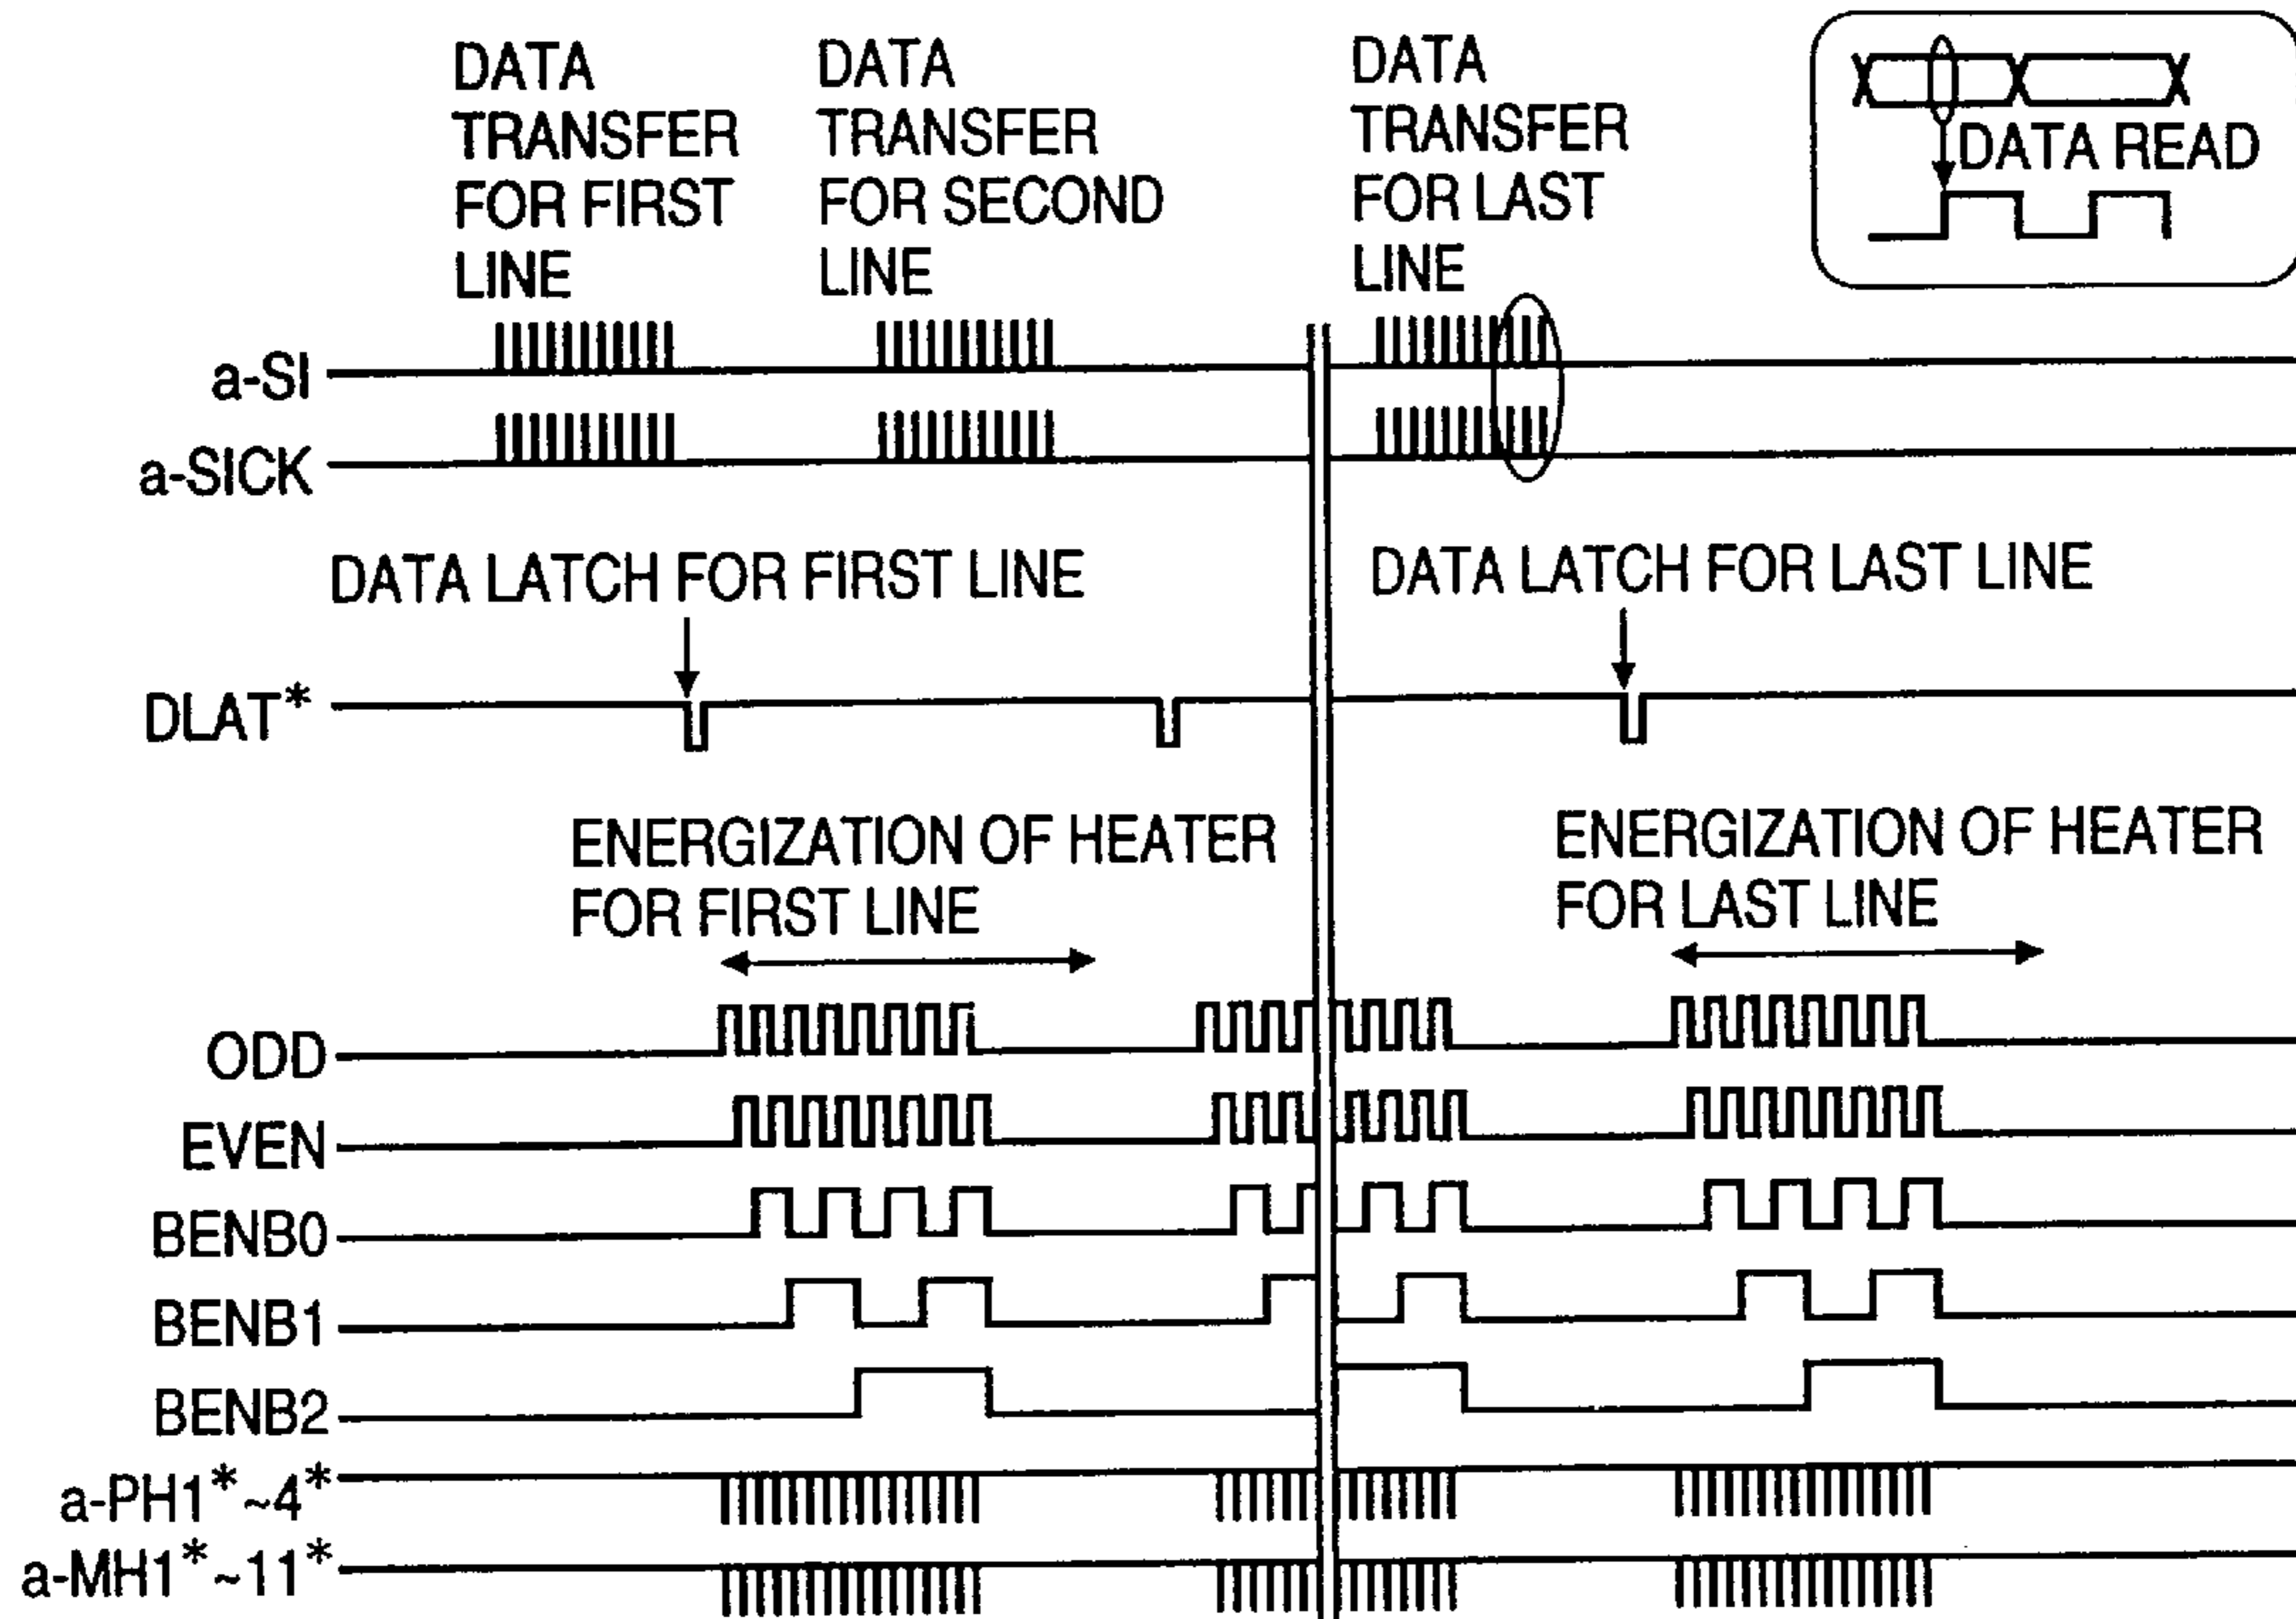 DATA
TRANSFER
FOR FIRST
LINE
DATA
TRANSFER
FOR SECOND
LINE
DATA
TRANSFER
FOR LAST
LINE
DATA READ
a-SI
a-SICK
DATA LATCH FOR FIRST LINE
DATA LATCH FOR LAST LINE
DLAT*
ENERGIZATION OF HEATER
FOR FIRST LINE
ENERGIZATION OF HEATER
FOR LAST LINE
ODD
EVEN
BENB0
BENB1
BENB2
a-PH1*~4*
a-MH1*~11*